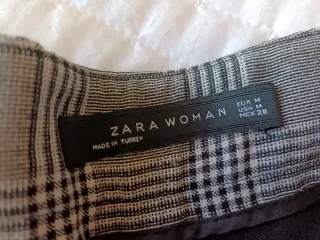 ZARA WOMAN
EUR M
USA M
MEX 28
MADE IN TURKEY